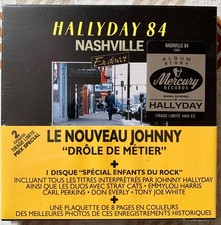 HALLYDAY 84
NASHVILLE
En direct
NASHVILLE 84
ALBUM
STORY
Mercury
RECORDS
HALLYDAY
TIRAGE LIMITÉ
2
PRIX SPECIAL
LE NOUVEAU JOHNNY
"DRÔLE DE MÉTIER"
+
1 DISQUE "SPÉCIAL ENFANTS DU ROCK"
INCLUANT TOUS LES TITRES INTERPRÉTÉS PAR JOHNNY HALLYDAY
AINSI QUE LES DUOS AVEC STRAY CATS • EMMYLOU HARRIS
CARL PERKINS • DON EVERLY • TONY JOE WHITE
+
UNE PLAQUETTE DE 8 PAGES EN COULEURS
DES MEILLEURES PHOTOS DE CES ENREGISTREMENTS HISTORIQUES